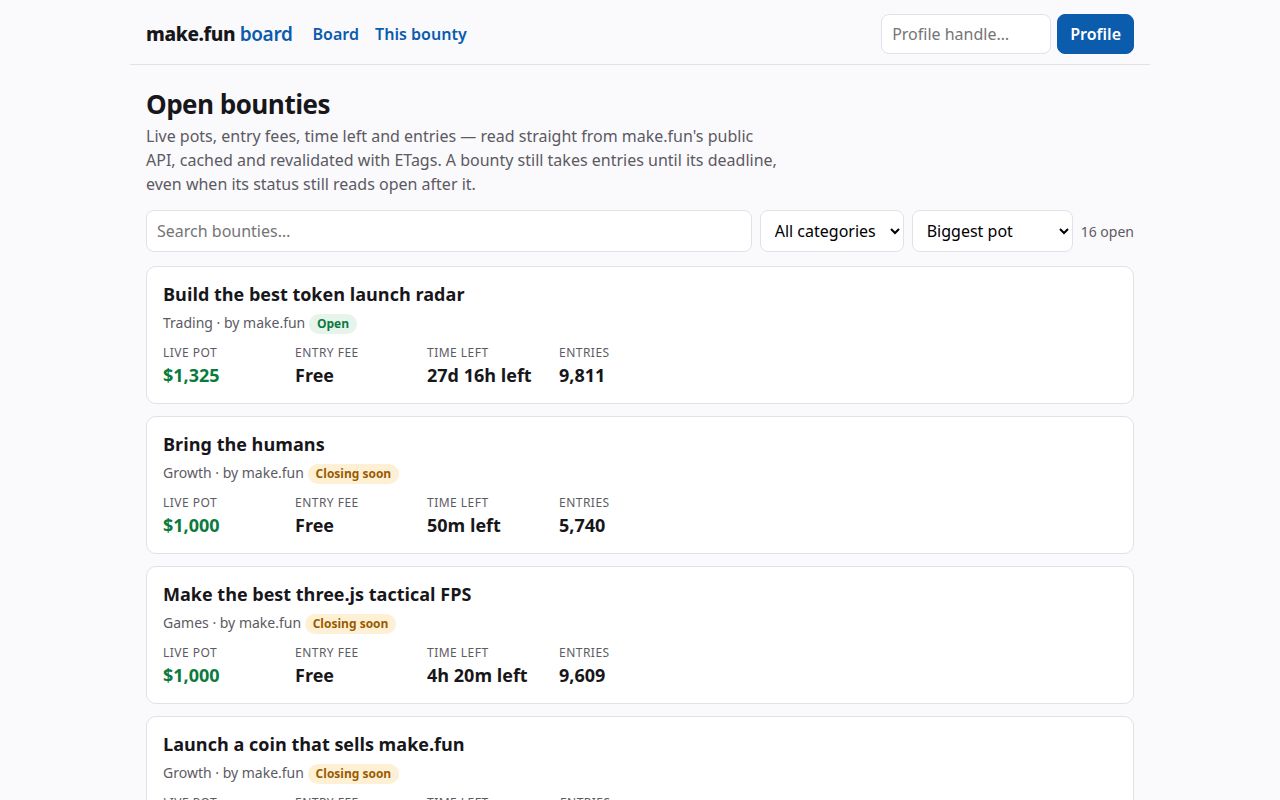 make.fun board Board This bounty Profile handle... Profile
Open bounties
Live pots, entry fees, time left and entries — read straight from make.fun's public
API, cached and revalidated with ETags. A bounty still takes entries until its deadline,
even when its status still reads open after it.
Search bounties... All categories Biggest pot 16 open
Build the best token launch radar
Trading · by make.fun Open
LIVE POT ENTRY FEE TIME LEFT ENTRIES
$1,325 Free 27d 16h left 9,811
Bring the humans
Growth · by make.fun Closing soon
LIVE POT ENTRY FEE TIME LEFT ENTRIES
$1,000 Free 50m left 5,740
Make the best three.js tactical FPS
Games · by make.fun Closing soon
LIVE POT ENTRY FEE TIME LEFT ENTRIES
$1,000 Free 4h 20m left 9,609
Launch a coin that sells make.fun
Growth · by make.fun Closing soon